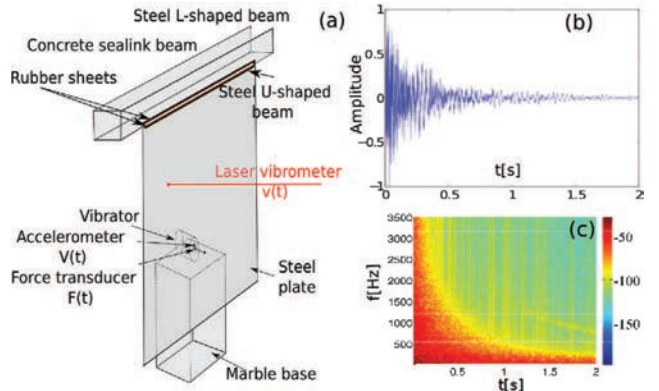 Steel L-shaped beam
(a)
Concrete sealink beam
Rubber sheets
Steel U-shaped
beam
Laser vibrometer
v(t)
Vibrator
Accelerometer
V(t)
Force transducer
F(t)
Steel
plate
Marble base
(b)
Amplitude
1
0.5
0
-0.5
-1
0
0.5
1
1.5
2
t[s]
(c)
f[Hz]
3500
3000
2500
2000
1500
1000
500
0
0.5
1
1.5
2
t[s]
-50
-100
-150